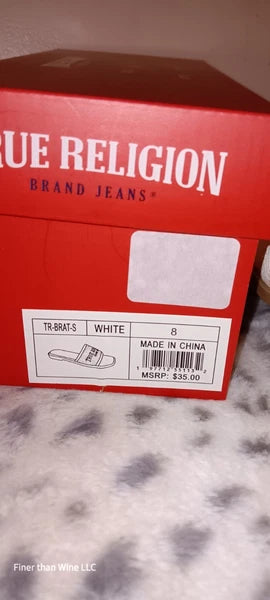 RUE RELIGION
BRAND JEANS®
TR-BRAT-S WHITE 8
MADE IN CHINA
MSRP: $35.00
Finer than Wine LLC